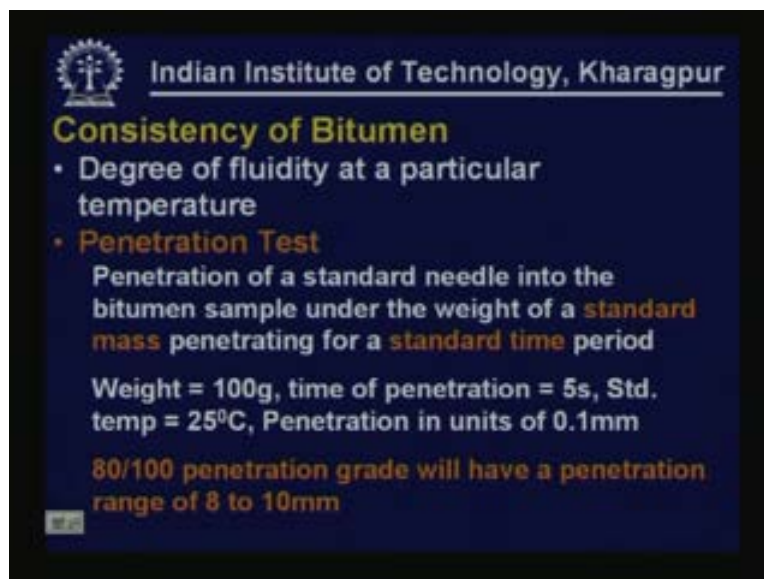 Indian Institute of Technology, Kharagpur
Consistency of Bitumen
• Degree of fluidity at a particular
temperature
• Penetration Test
Penetration of a standard needle into the
bitumen sample under the weight of a standard
mass penetrating for a standard time period
Weight = 100g, time of penetration = 5s, Std.
temp = 25⁰C, Penetration in units of 0.1mm
80/100 penetration grade will have a penetration
range of 8 to 10mm